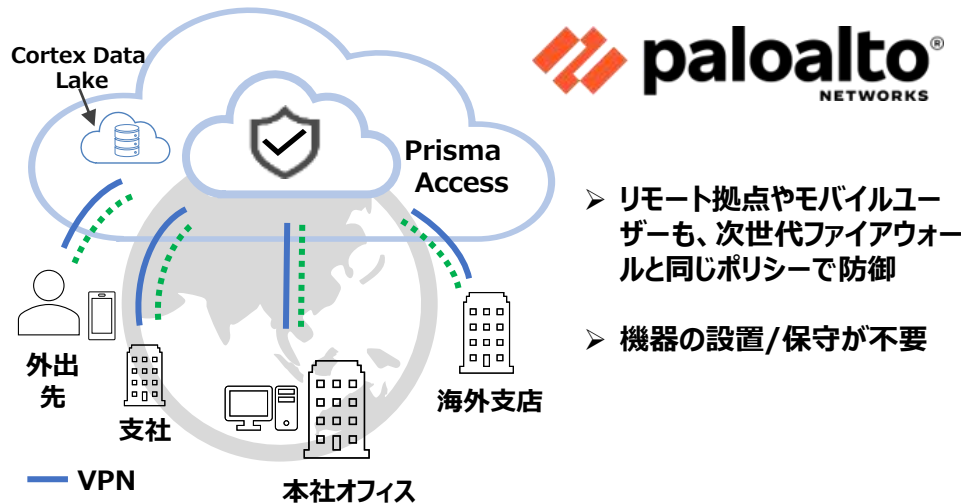 Cortex Data
Lake
paloalto®
NETWORKS
Prisma
Access
➢ リモート拠点やモバイルユー
ザーも、次世代ファイアウォー
ルと同じポリシーで防御
➢ 機器の設置/保守が不要
外出
先
支社
海外支店
VPN
本社オフィス